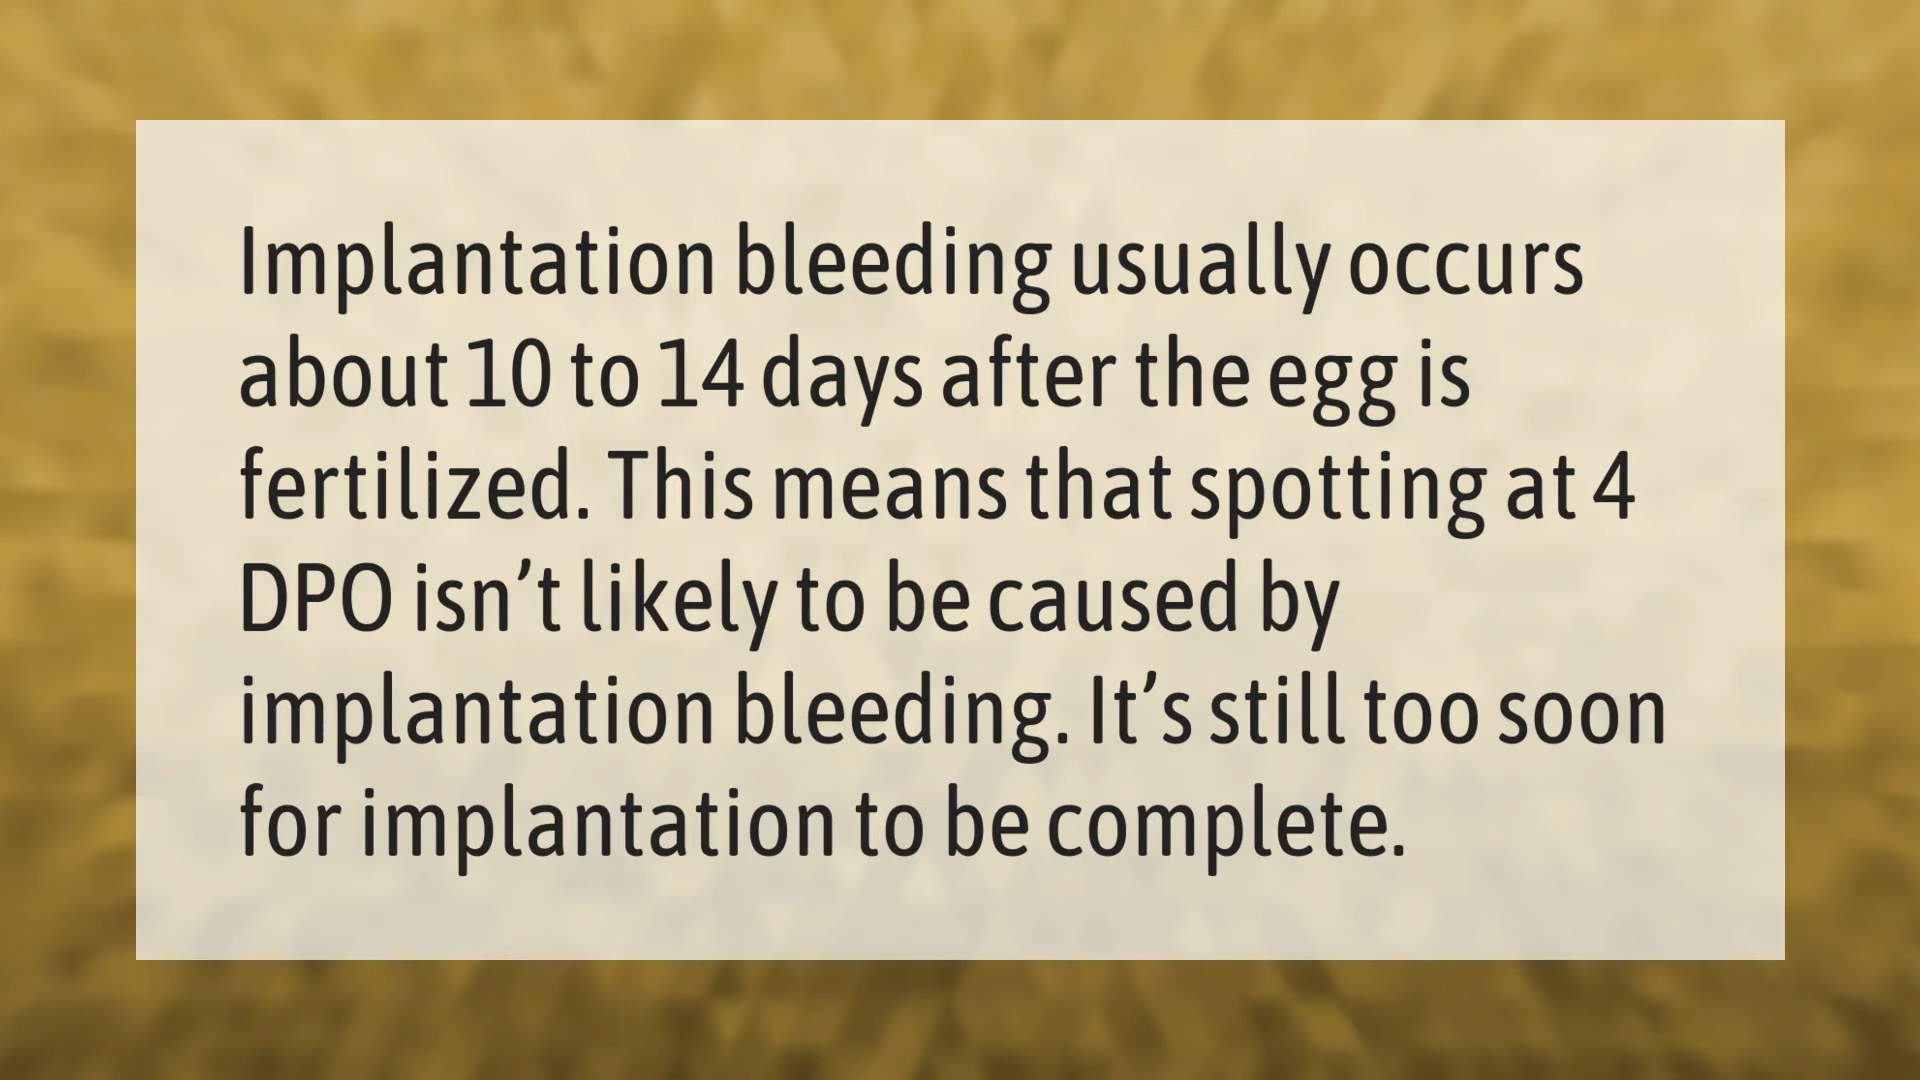 Implantation bleeding usually occurs
about 10 to 14 days after the egg is
fertilized. This means that spotting at 4
DPO isn’t likely to be caused by
implantation bleeding. It’s still too soon
for implantation to be complete.